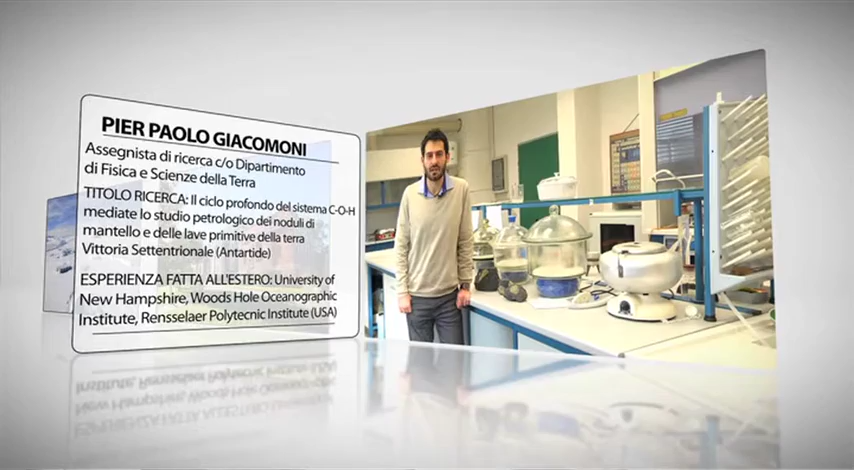 PIER PAOLO GIACOMONI
Assegnista di ricerca c/o Dipartimento
di Fisica e Scienze della Terra
TITOLO RICERCA: Il ciclo profondo del sistema C-O-H
mediate lo studio petrologico dei noduli di
mantello e delle lave primitive della terra
Vittoria Settentrionale (Antartide)
ESPERIENZA FATTA ALL'ESTERO: University of
New Hampshire, Woods Hole Oceanographic
Institute, Rensselaer Polytecnic Institute (USA)